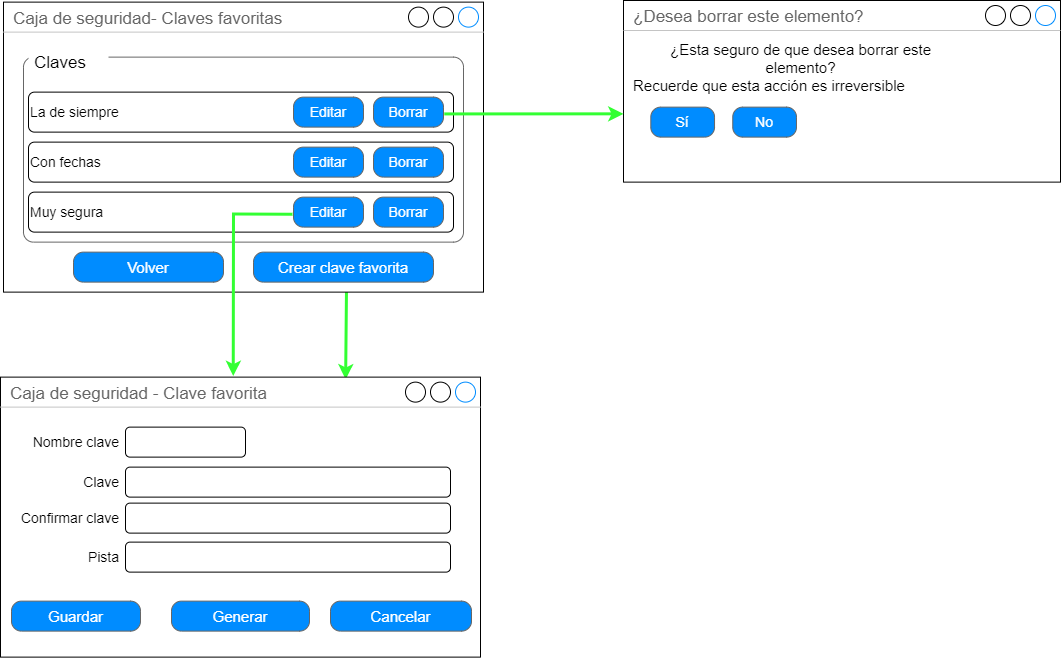 Caja de seguridad- Claves favoritas
Claves
La de siempre Editar Borrar
Con fechas Editar Borrar
Muy segura Editar Borrar
Volver Crear clave favorita
¿Desea borrar este elemento?
¿Esta seguro de que desea borrar este
elemento?
Recuerde que esta acción es irreversible
Sí No
Caja de seguridad - Clave favorita
Nombre clave
Clave
Confirmar clave
Pista
Guardar Generar Cancelar